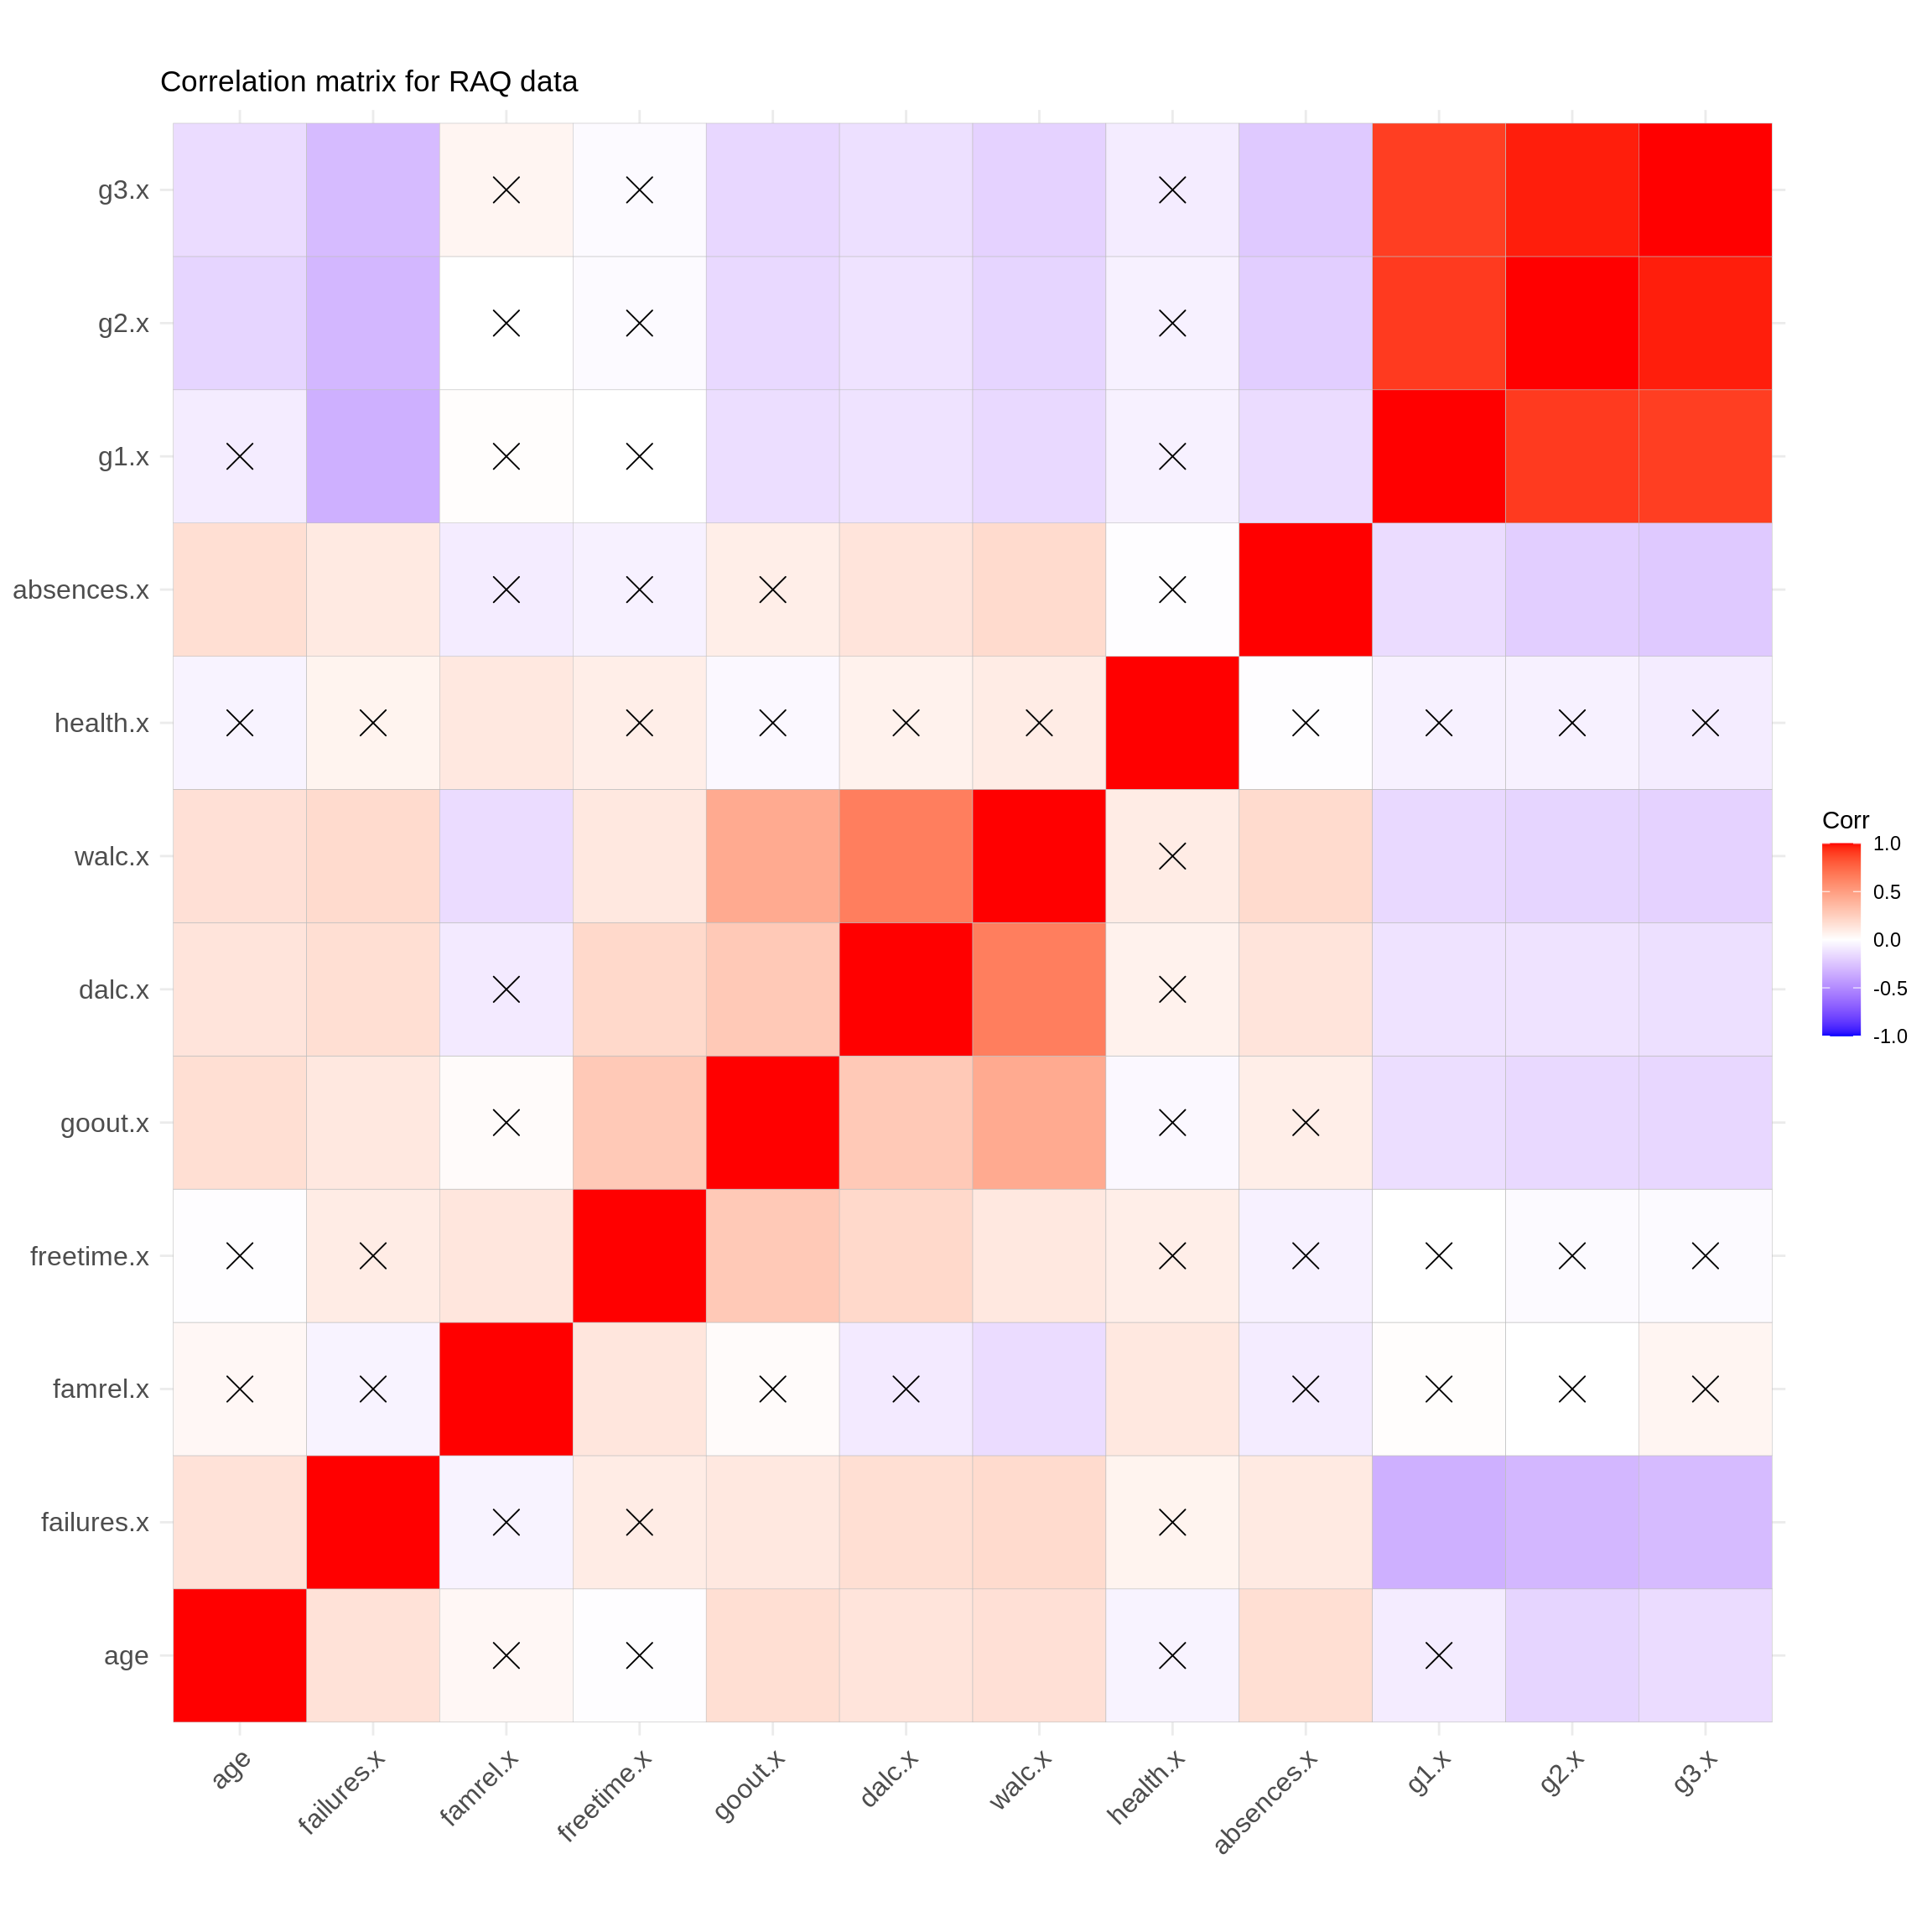 Correlation matrix for RAQ data
g3.x
g2.x
g1.x
absences.x
health.x
walc.x
dalc.x
goout.x
freetime.x
famrel.x
failures.x
age
age
failures.x
famrel.x
freetime.x
goout.x
dalc.x
walc.x
health.x
absences.x
g1.x
g2.x
g3.x
Corr
1.0
0.5
0.0
-0.5
-1.0